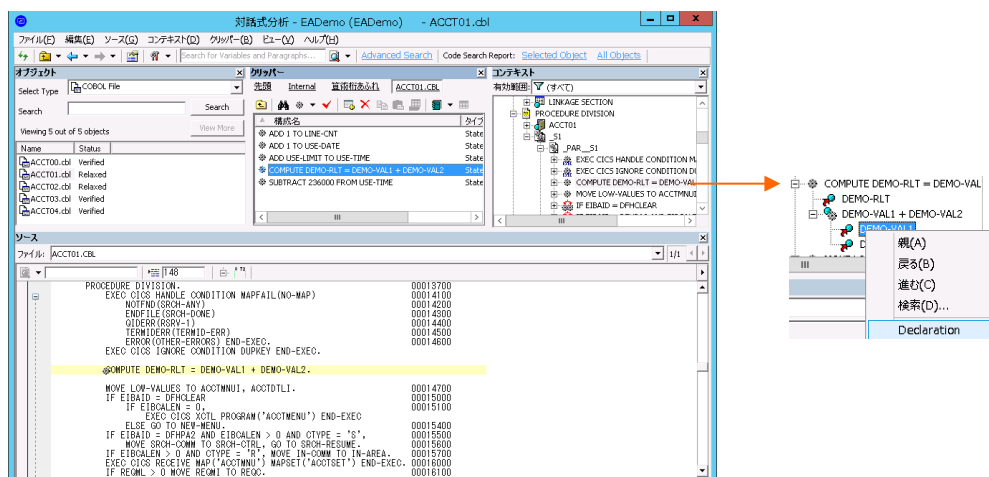 対話式分析 - EADemo (EADemo) - ACCT01.cbl
ファイル(F) 編集(E) ソース(G) コンテキスト(D) クリッパー(B) ビュー(V) ヘルプ(H)
Search for Variables and Paragraphs... Advanced Search Code Search Report: Selected Object All Objects
オブジェクト
Select Type COBOL File
Search Search
Viewing 5 out of 5 objects View More
Name Status
ACCT00.cbl Verified
ACCT01.cbl Relaxed
ACCT02.cbl Relaxed
ACCT03.cbl Relaxed
ACCT04.cbl Verified
クリッパー
先頭 Internal 算術桁あふれ ACCT01.CBL
構成名 タイプ
ADD 1 TO LINE-CNT State
ADD 1 TO USE-DATE State
ADD USE-LIMIT TO USE-TIME State
COMPUTE DEMO-RLT = DEMO-VAL1 + DEMO-VAL2 State
SUBTRACT 236000 FROM USE-TIME State
コンテキスト
有効範囲: (すべて)
LINKAGE SECTION
PROCEDURE DIVISION
ACCT01
_S1
_PAR__S1
EXEC CICS HANDLE CONDITION M
EXEC CICS IGNORE CONDITION DU
COMPUTE DEMO-RLT = DEMO-VAL
MOVE LOW-VALUES TO ACCTMNUI
IF EIBAID = DFHCLEAR
COMPUTE DEMO-RLT = DEMO-VAL
DEMO-RLT
DEMO-VAL1 + DEMO-VAL2
DEMO-VAL1
D
親(A)
戻る(B)
進む(C)
検索(D)...
Declaration
ソース
ファイル: ACCT01.CBL 1/1
148
PROCEDURE DIVISION. 00013700
EXEC CICS HANDLE CONDITION MAPFAIL(NO-MAP) 00014100
NOTFND(SRCH-ANY) 00014200
ENDFILE(SRCH-DONE) 00014300
QIDERR(RSRV-1) 00014400
TERMIDERR(TERMID-ERR) 00014500
ERROR(OTHER-ERRORS) END-EXEC. 00014600
EXEC CICS IGNORE CONDITION DUPKEY END-EXEC.
COMPUTE DEMO-RLT = DEMO-VAL1 + DEMO-VAL2.
MOVE LOW-VALUES TO ACCTMNUI, ACCTDTLI. 00014700
IF EIBAID = DFHCLEAR 00015000
IF EIBCALEN = 0, 00015100
EXEC CICS XCTL PROGRAM('ACCTMENU') END-EXEC
ELSE GO TO NEW-MENU. 00015400
IF EIBAID = DFHPA2 AND EIBCALEN > 0 AND CTYPE = 'S', 00015500
MOVE SRCH-COMM TO SRCH-CTRL, GO TO SRCH-RESUME. 00015600
IF EIBCALEN > 0 AND CTYPE = 'R', MOVE IN-COMM TO IN-AREA. 00015700
EXEC CICS RECEIVE MAP('ACCTMNU') MAPSET('ACCTSET') END-EXEC. 00016000
IF REQML > 0 MOVE REQMI TO REQC. 00016100